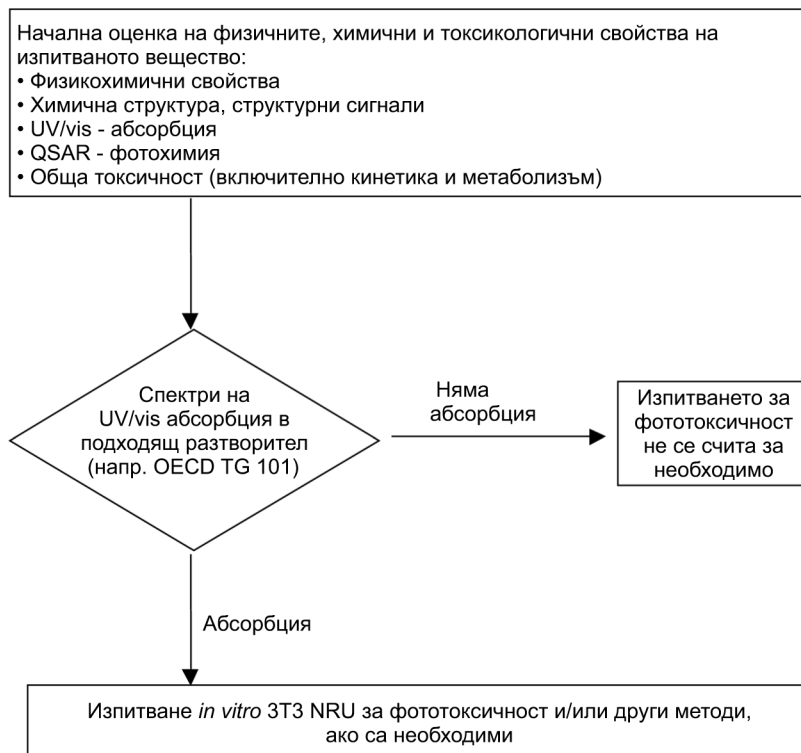 Начална оценка на физичните, химични и токсикологични свойства на
изпитваното вещество:
• Физикохимични свойства
• Химична структура, структурни сигнали
• UV/vis - абсорбция
• QSAR - фотохимия
• Обща токсичност (включително кинетика и метаболизъм)
Спектри на
UV/vis абсорбция в
подходящ разтворител
(напр. OECD TG 101)
Няма
абсорбция
Изпитването за
фототоксичност
не се счита за
необходимо
Абсорбция
Изпитване in vitro 3T3 NRU за фототоксичност и/или други методи,
ако са необходими